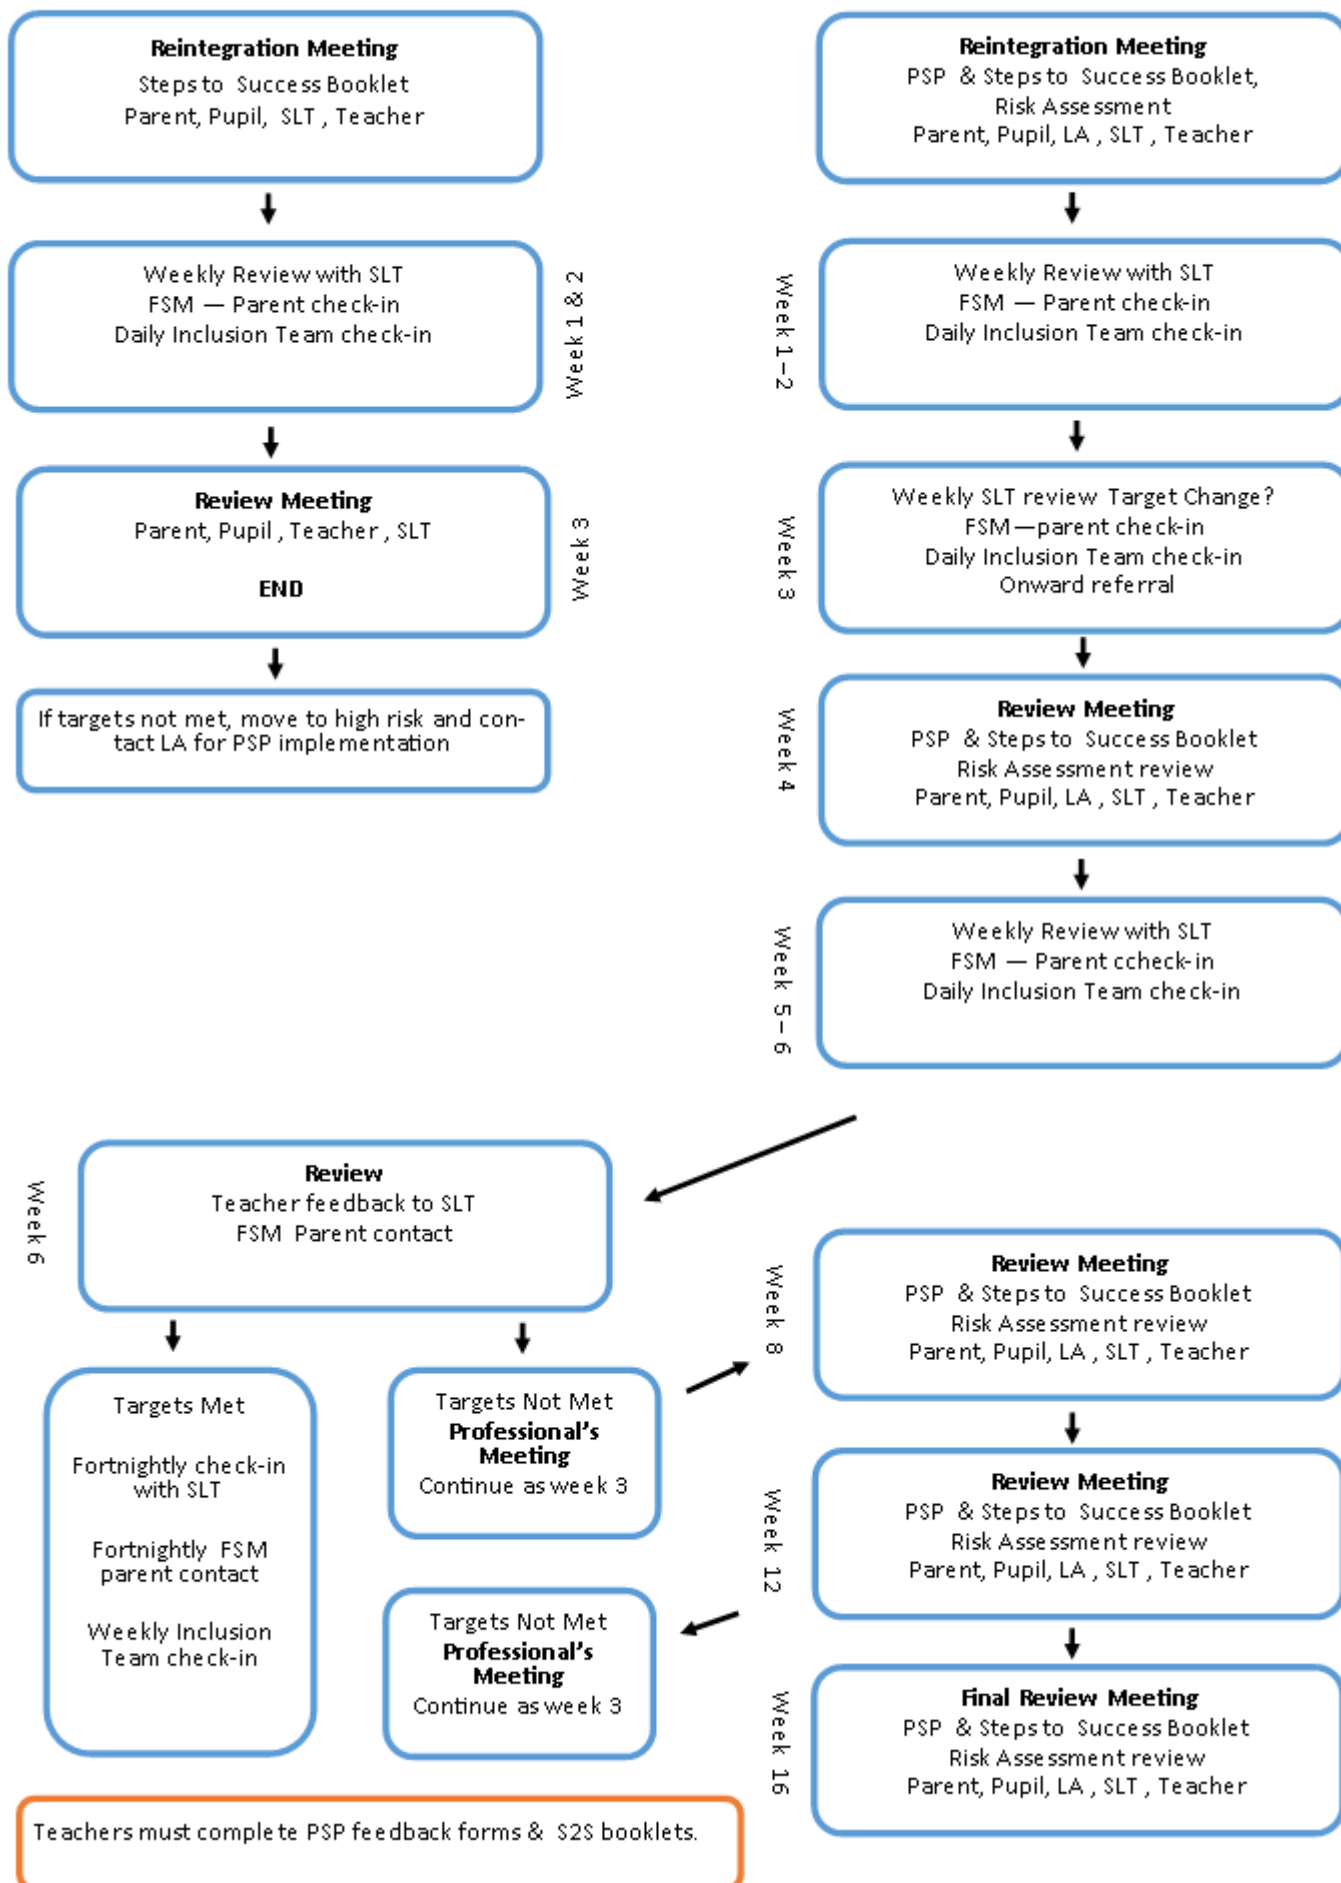 Reintegration Meeting
Steps to Success Booklet
Parent, Pupil, SLT , Teacher
Weekly Review with SLT
FSM — Parent check-in
Daily Inclusion Team check-in
Week 1 & 2
Review Meeting
Parent, Pupil , Teacher , SLT
END
Week 3
If targets not met, move to high risk and con-
tact LA for PSP implementation
Reintegration Meeting
PSP & Steps to Success Booklet,
Risk Assessment
Parent, Pupil, LA , SLT , Teacher
Week 1–2
Weekly Review with SLT
FSM — Parent check-in
Daily Inclusion Team check-in
Week 3
Weekly SLT review Target Change?
FSM—parent check-in
Daily Inclusion Team check-in
Onward referral
Week 4
Review Meeting
PSP & Steps to Success Booklet
Risk Assessment review
Parent, Pupil, LA , SLT , Teacher
Week 5–6
Weekly Review with SLT
FSM — Parent ccheck-in
Daily Inclusion Team check-in
Week 6
Review
Teacher feedback to SLT
FSM Parent contact
Targets Met
Fortnightly check-in
with SLT
Fortnightly FSM
parent contact
Weekly Inclusion
Team check-in
Targets Not Met
Professional's
Meeting
Continue as week 3
Week 8
Review Meeting
PSP & Steps to Success Booklet
Risk Assessment review
Parent, Pupil, LA , SLT , Teacher
Week 12
Review Meeting
PSP & Steps to Success Booklet
Risk Assessment review
Parent, Pupil, LA , SLT , Teacher
Targets Not Met
Professional's
Meeting
Continue as week 3
Week 16
Final Review Meeting
PSP & Steps to Success Booklet
Risk Assessment review
Parent, Pupil, LA , SLT , Teacher
Teachers must complete PSP feedback forms & S2S booklets.